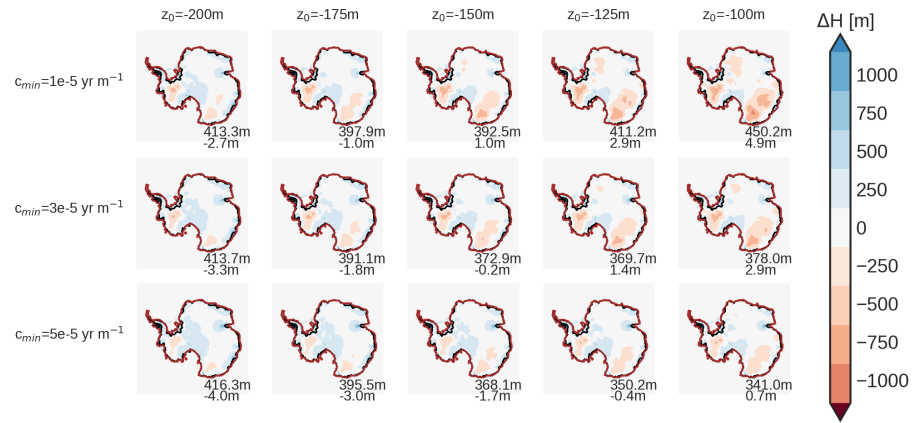 z₀=-200m z₀=-175m z₀=-150m z₀=-125m z₀=-100m ΔH [m]
cₘᵢₙ=1e-5 yr m⁻¹
413.3m 397.9m 392.5m 411.2m 450.2m
-2.7m -1.0m 1.0m 2.9m 4.9m
cₘᵢₙ=3e-5 yr m⁻¹
413.7m 391.1m 372.9m 369.7m 378.0m
-3.3m -1.8m -0.2m 1.4m 2.9m
cₘᵢₙ=5e-5 yr m⁻¹
416.3m 395.5m 368.1m 350.2m 341.0m
-4.0m -3.0m -1.7m -0.4m 0.7m
1000
750
500
250
0
−250
−500
−750
−1000